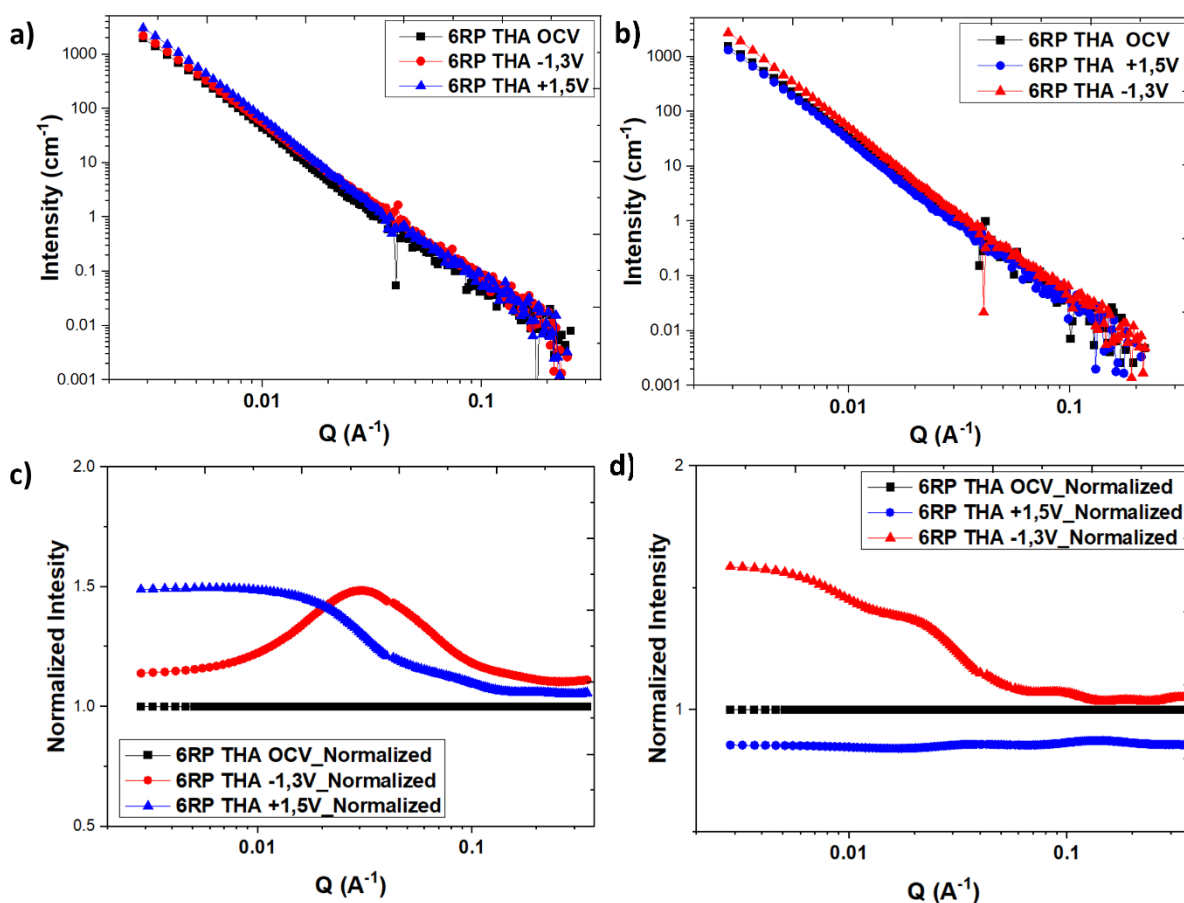 a)
6RP THA OCV
6RP THA -1,3V
6RP THA +1,5V
1000
100
10
1
0.1
0.01
0.001
Intensity (cm-1)
0.01
0.1
Q (A-1)
b)
6RP THA OCV
6RP THA +1,5V
6RP THA -1,3V
1000
100
10
1
0.1
0.01
0.001
Intensity (cm-1)
0.01
0.1
Q (A-1)
c)
2.0
1.5
1.0
0.5
Normalized Intesity
6RP THA OCV_Normalized
6RP THA -1,3V_Normalized
6RP THA +1,5V_Normalized
0.01
0.1
Q (A-1)
d)
2
1
Normalized Intensity
6RP THA OCV_Normalized
6RP THA +1,5V_Normalized
6RP THA -1,3V_Normalized
0.01
0.1
Q (A-1)